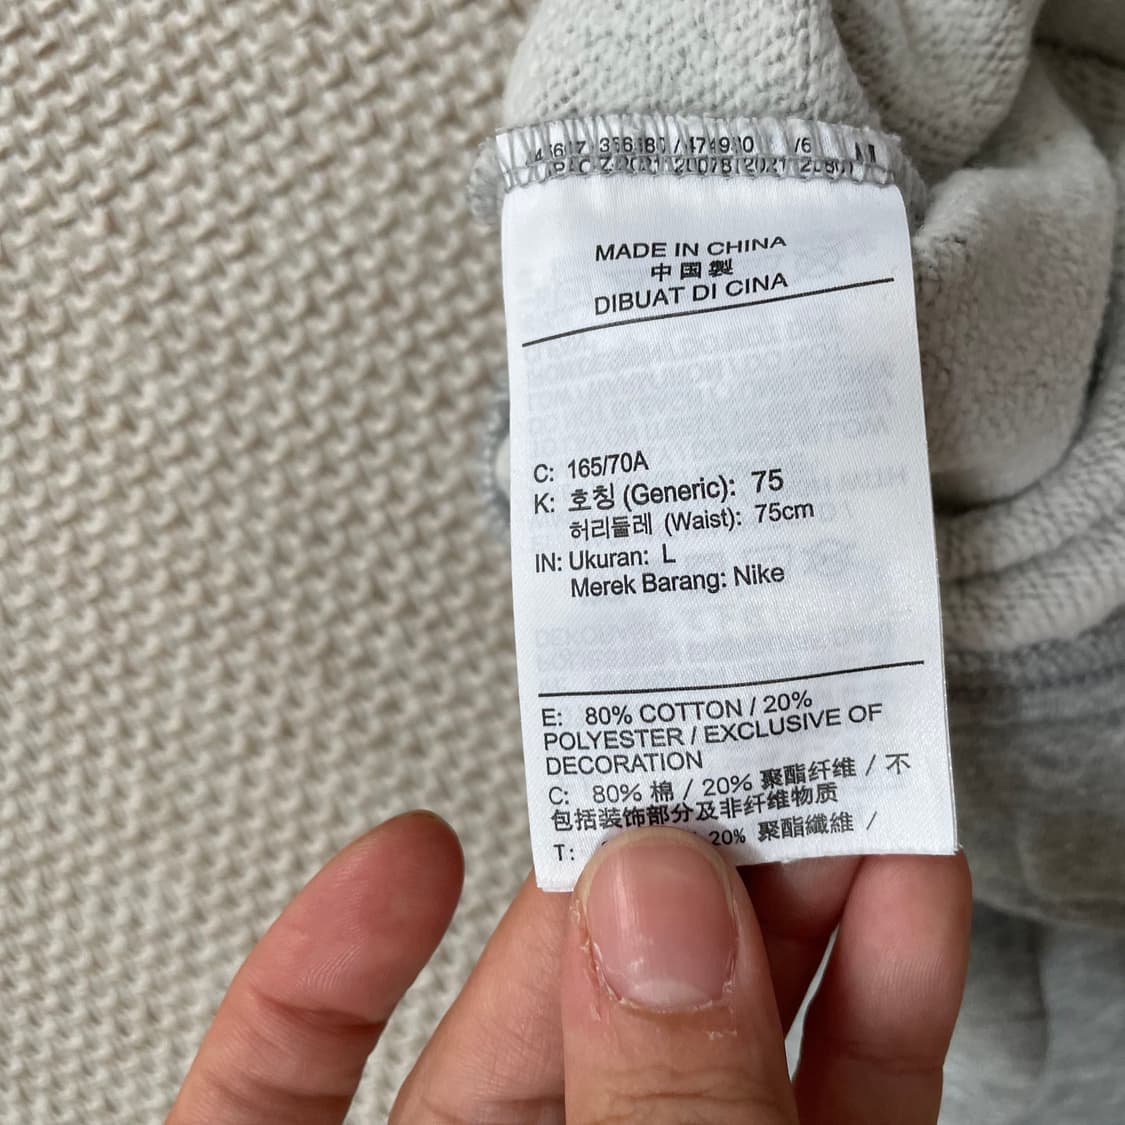 MADE IN CHINA
中国製
DIBUAT DI CINA
C: 165/70A
K: 호칭 (Generic): 75
허리둘레 (Waist): 75cm
IN: Ukuran: L
Merek Barang: Nike
E: 80% COTTON / 20%
POLYESTER / EXCLUSIVE OF
DECORATION
C: 80% 棉 / 20% 聚酯纤维 / 不
包括装饰部分及非纤维物质
T: 20% 聚酯纖維 /